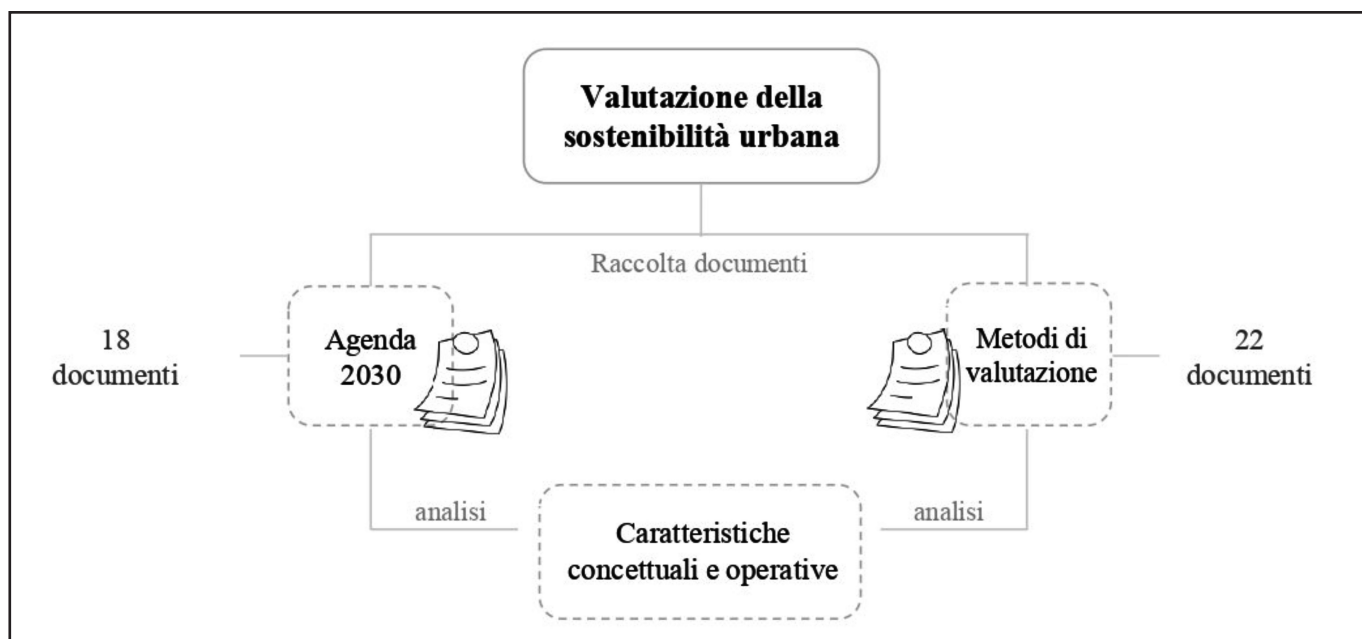 Valutazione della
sostenibilità urbana
Raccolta documenti
18
documenti
Agenda
2030
Metodi di
valutazione
22
documenti
analisi
analisi
Caratteristiche
concettuali e operative